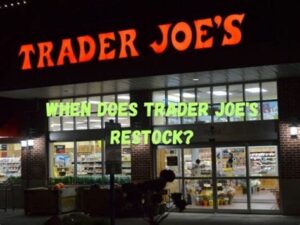 TRADER JOE'S
WHEN DOES TRADER JOE'S
RESTOCK?